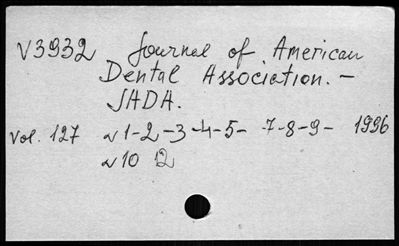 V3932 Journal of American
Dental Association. -
JADA.
Vol. 127 N 1-2-3-4-5- 7-8-9- 1996
N 10 12